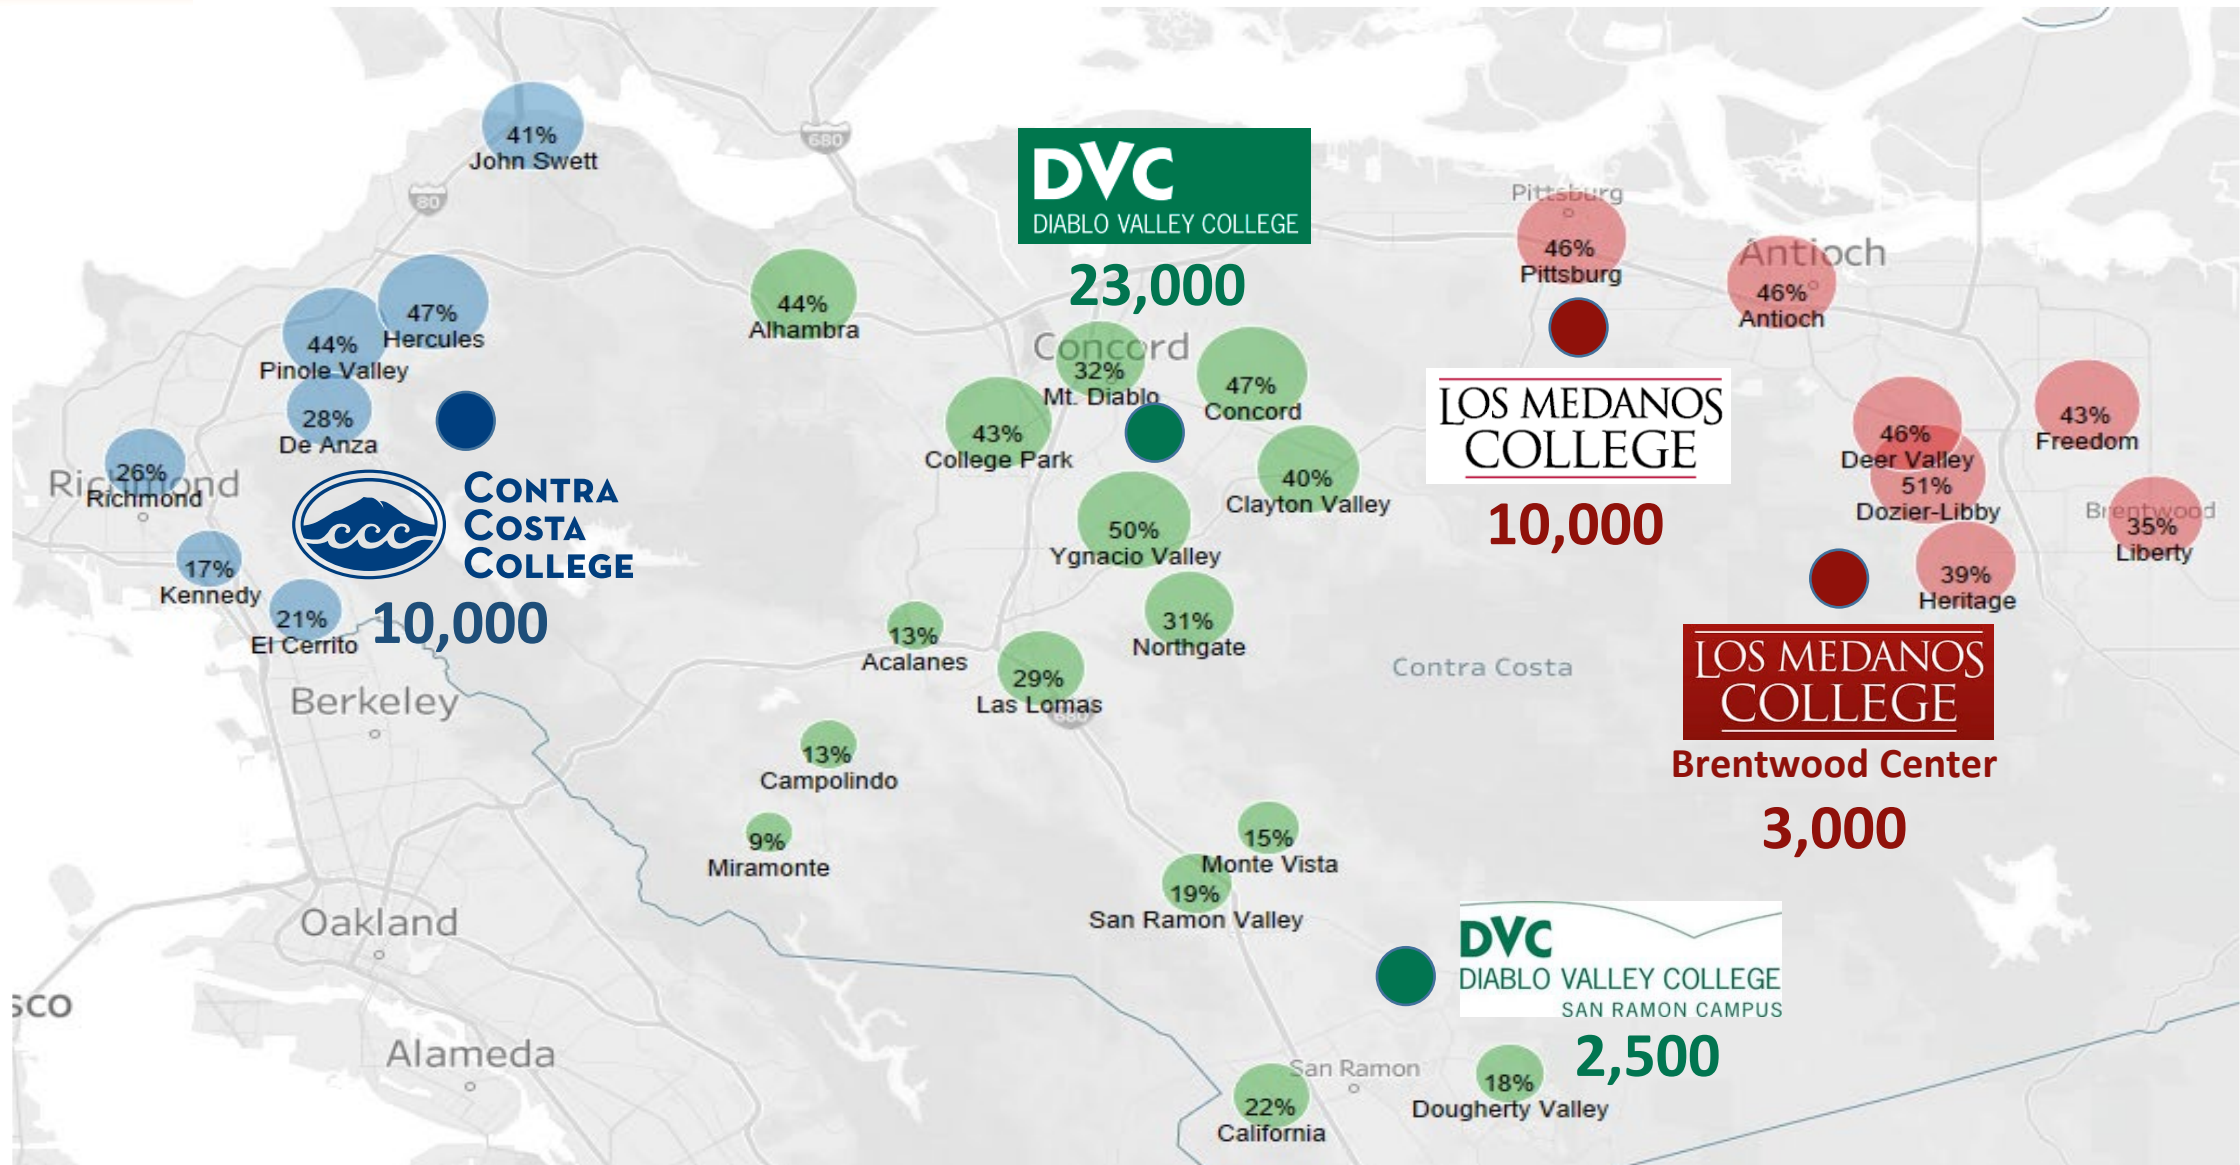 41%
John Swett
80
680
DVC
DIABLO VALLEY COLLEGE
23,000
Pittsburg
46%
Pittsburg
Antioch
46%
Antioch
47%
Hercules
44%
Pinole Valley
44%
Alhambra
Concord
32%
Mt. Diablo
47%
Concord
28%
De Anza
43%
College Park
40%
Clayton Valley
LOS MEDANOS
COLLEGE
10,000
46%
Deer Valley
51%
Dozier-Libby
43%
Freedom
Brentwood
35%
Liberty
39%
Heritage
Richmond
26%
Richmond
ccc
CONTRA
COSTA
COLLEGE
10,000
17%
Kennedy
21%
El Cerrito
50%
Ygnacio Valley
31%
Northgate
13%
Acalanes
29%
Las Lomas
680
Contra Costa
LOS MEDANOS
COLLEGE
Brentwood Center
3,000
Berkeley
13%
Campolindo
9%
Miramonte
15%
Monte Vista
19%
San Ramon Valley
Oakland
DVC
DIABLO VALLEY COLLEGE
SAN RAMON CAMPUS
2,500
sco
Alameda
San Ramon
18%
Dougherty Valley
22%
California